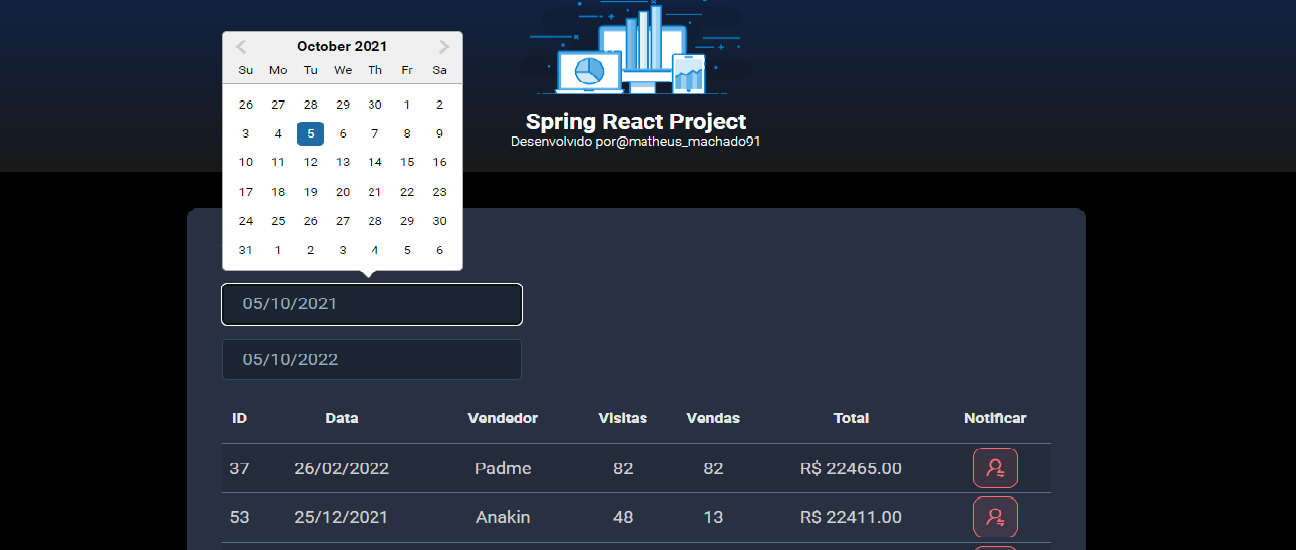 Spring React Project
Desenvolvido por@matheus_machado91
October 2021
Su Mo Tu We Th Fr Sa
26 27 28 29 30 1 2
3 4 5 6 7 8 9
10 11 12 13 14 15 16
17 18 19 20 21 22 23
24 25 26 27 28 29 30
31 1 2 3 4 5 6
05/10/2021
05/10/2022
ID Data Vendedor Visitas Vendas Total Notificar
37 26/02/2022 Padme 82 82 R$ 22465.00
53 25/12/2021 Anakin 48 13 R$ 22411.00